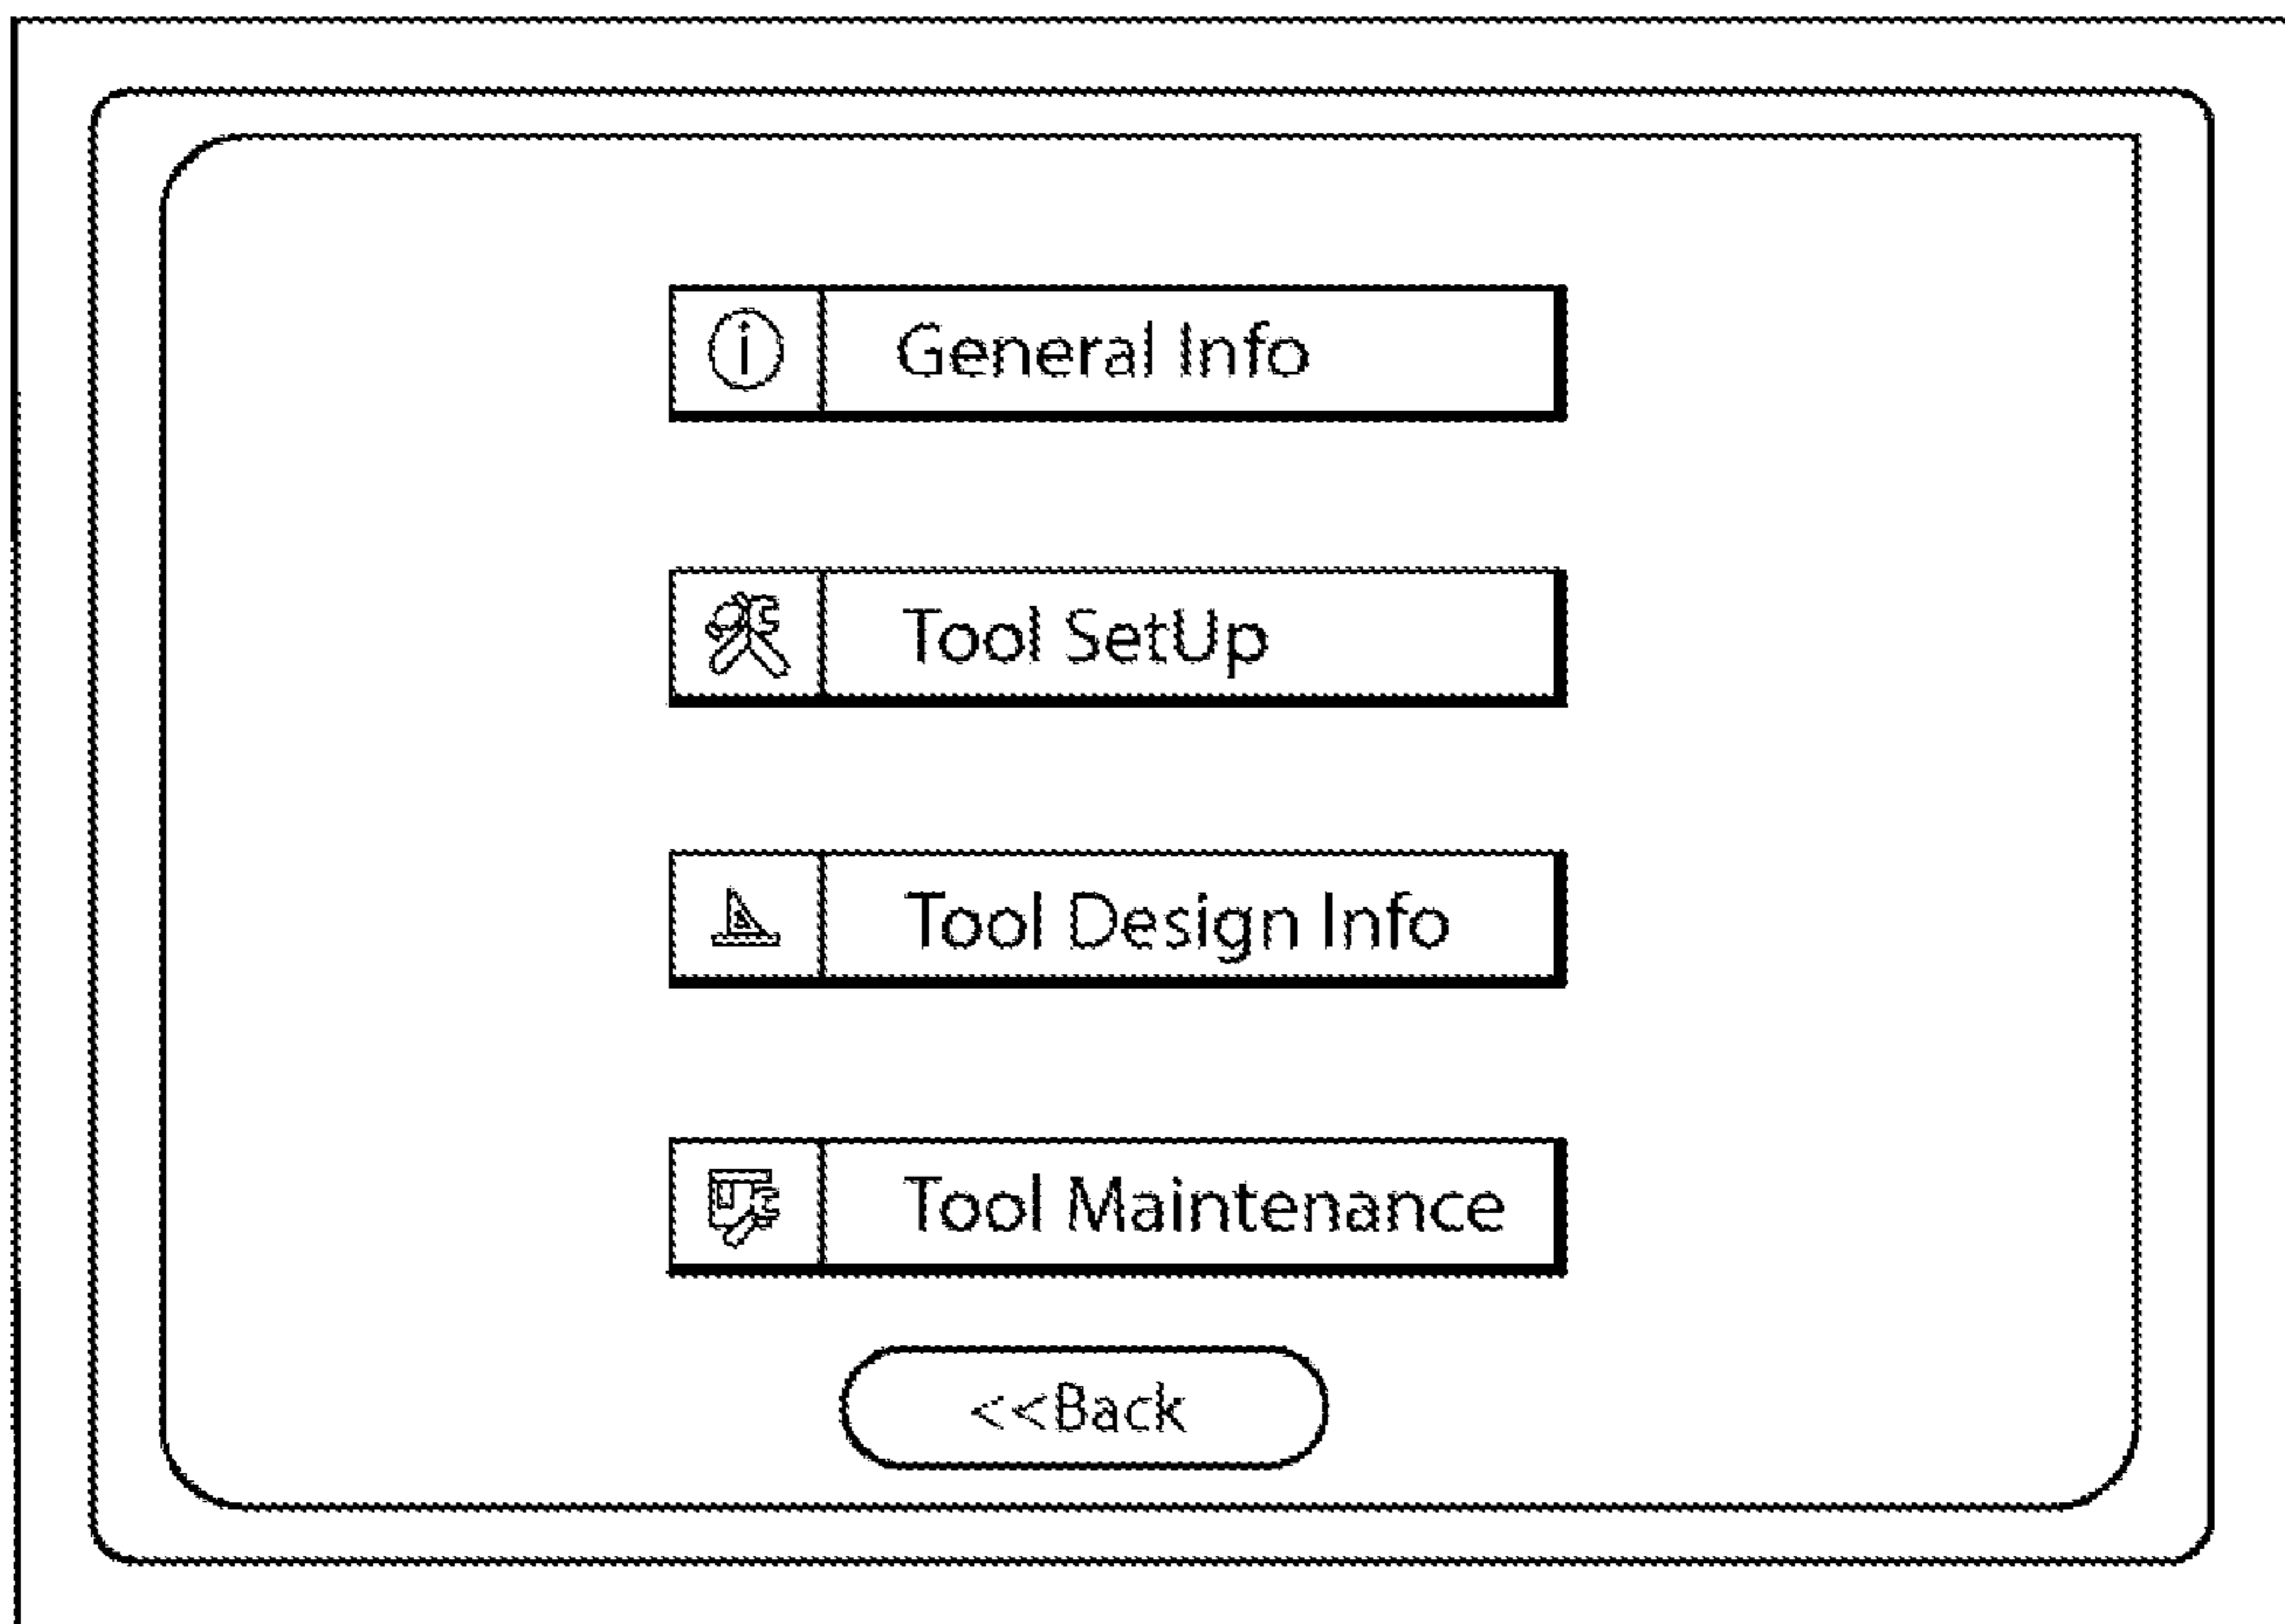 General Info
Tool SetUp
Tool Design Info
Tool Maintenance
<<Back